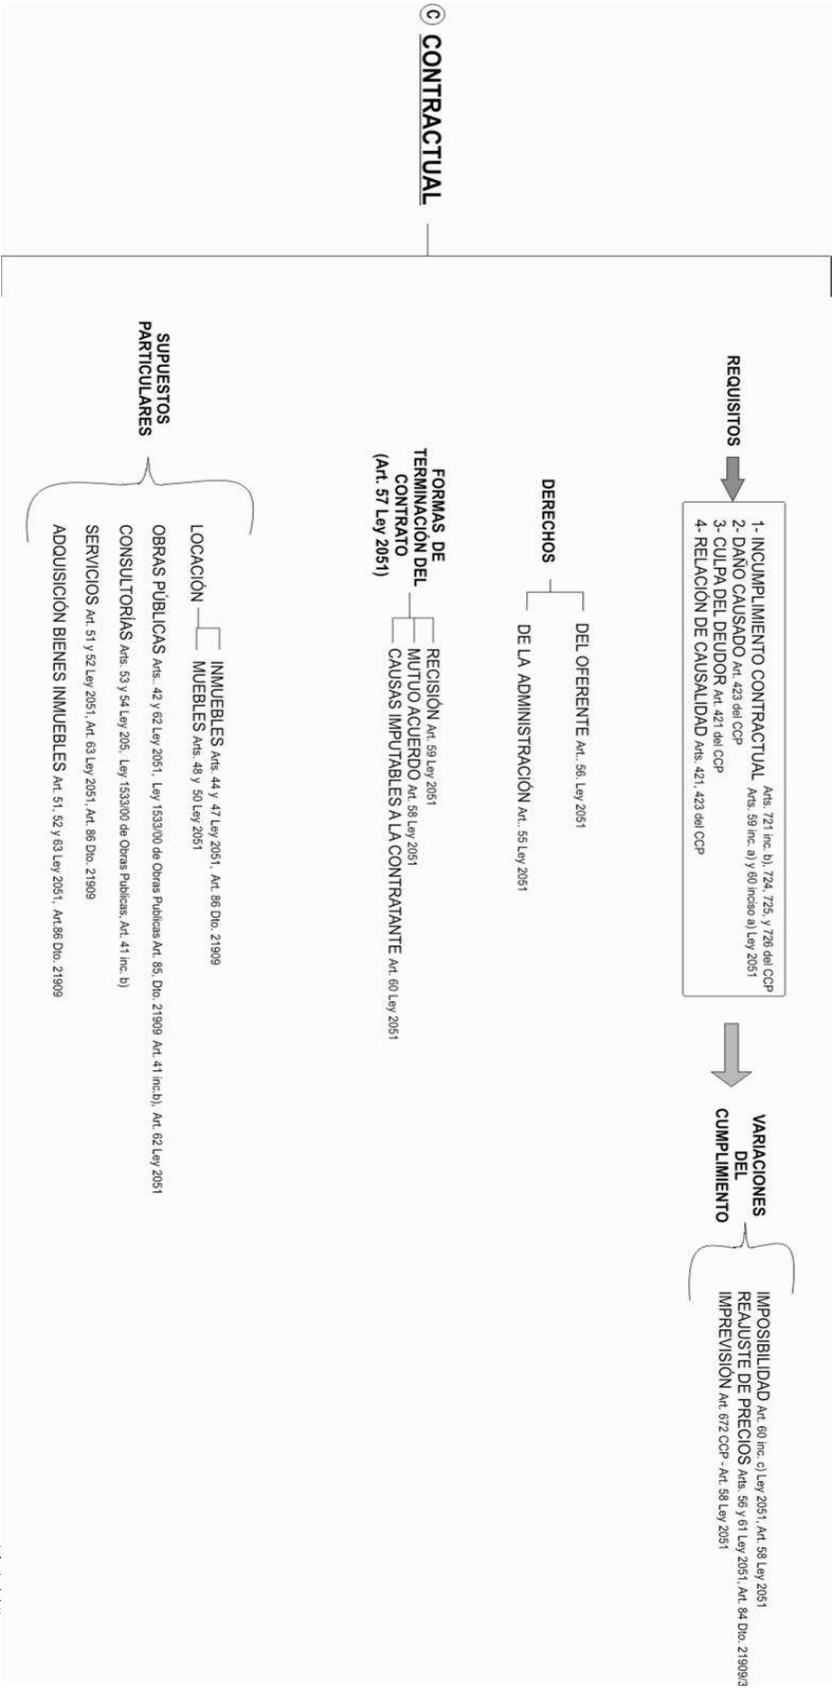 © CONTRACTUAL
REQUISITOS
1- INCUMPLIMIENTO CONTRACTUAL Arts. 721 inc. b), 724, 725, y 726 del CCP
Arts. 59 inc. a) y 60 inciso a) Ley 2051
2- DAÑO CAUSADO Art. 423 del CCP
3- CULPA DEL DEUDOR Art. 421 del CCP
4- RELACIÓN DE CAUSALIDAD Arts. 421, 423 del CCP
VARIACIONES
DEL
CUMPLIMIENTO
IMPOSIBILIDAD Art. 60 inc. c) Ley 2051, Art. 58 Ley 2051
REAJUSTE DE PRECIOS Arts. 56 y 61 Ley 2051, Art. 84 Dto. 21909/3
IMPREVISIÓN Art. 672 CCP - Art. 58 Ley 2051
DERECHOS
DEL OFERENTE Art.. 56. Ley 2051
DE LA ADMINISTRACIÓN Art.. 55 Ley 2051
FORMAS DE
TERMINACIÓN DEL
CONTRATO
(Art. 57 Ley 2051)
RECISIÓN Art. 59 Ley 2051
MUTUO ACUERDO Art. 58 Ley 2051
CAUSAS IMPUTABLES A LA CONTRATANTE Art. 60 Ley 2051
SUPUESTOS
PARTICULARES
LOCACIÓN
INMUEBLES Arts. 44 y 47 Ley 2051, Art. 86 Dto. 21909
MUEBLES Arts. 48 y 50 Ley 2051
OBRAS PÚBLICAS Arts.. 42 y 62 Ley 2051, Ley 1533/00 de Obras Publicas Art. 85, Dto. 21909 Art. 41 inc.b), Art. 62 Ley 2051
CONSULTORÍAS Arts. 53 y 54 Ley 205, Ley 1533/00 de Obras Publicas, Art. 41 inc. b)
SERVICIOS Art. 51 y 52 Ley 2051, Art. 63 Ley 2051, Art. 86 Dto. 21909
ADQUISICIÓN BIENES INMUEBLES Art. 51, 52 y 63 Ley 2051, Art.86 Dto. 21909